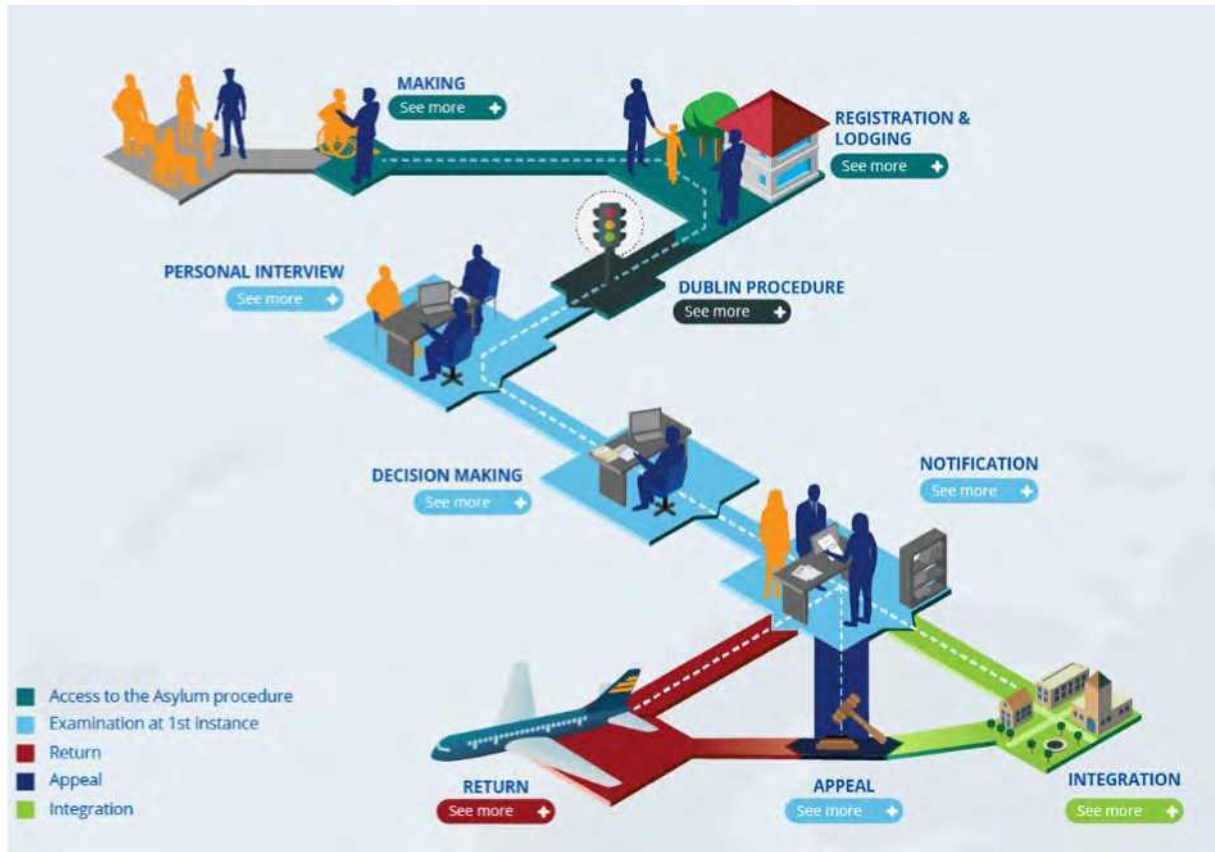 MAKING
See more +
REGISTRATION &
LODGING
See more +
PERSONAL INTERVIEW
See more +
DUBLIN PROCEDURE
See more +
DECISION MAKING
See more +
NOTIFICATION
See more +
Access to the Asylum procedure
Examination at 1st instance
Return
Appeal
Integration
RETURN
See more +
APPEAL
See more +
INTEGRATION
See more +